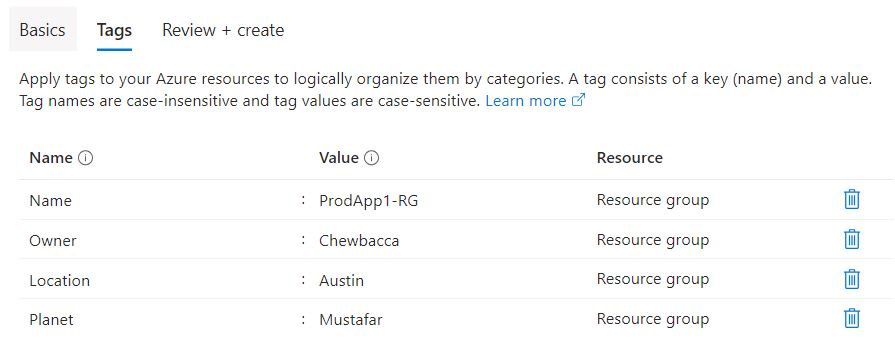 Basics Tags Review + create
Apply tags to your Azure resources to logically organize them by categories. A tag consists of a key (name) and a value.
Tag names are case-insensitive and tag values are case-sensitive. Learn more
Name Value Resource
Name : ProdApp1-RG Resource group
Owner : Chewbacca Resource group
Location : Austin Resource group
Planet : Mustafar Resource group